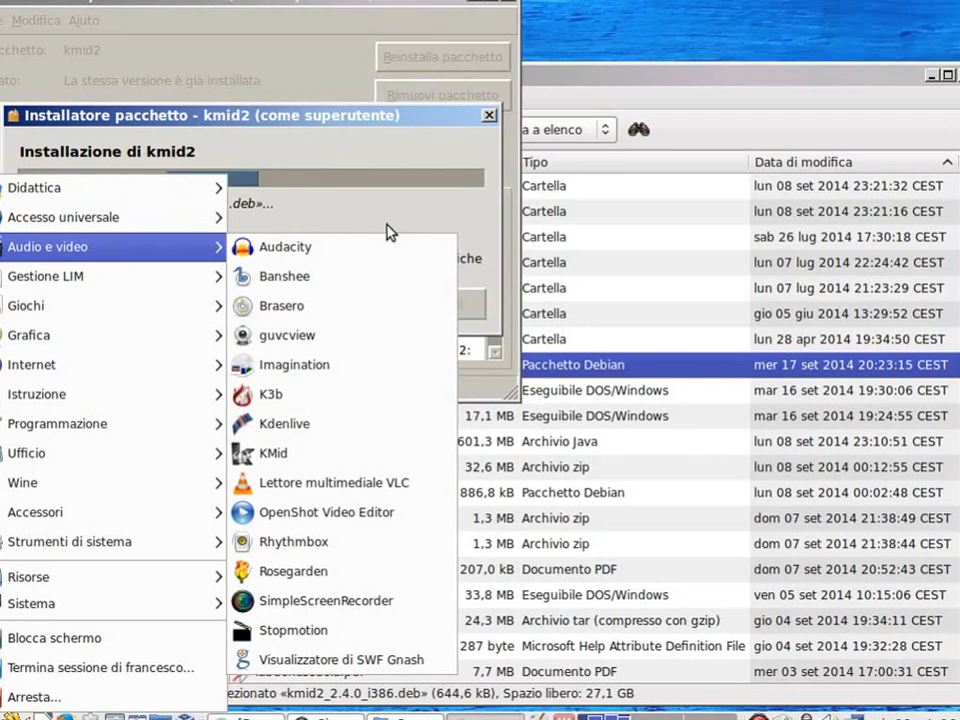 Modifica Ajuto
kmid2
Reinstalla pacchetto
La stessa versione è già installata
Rimuovi pacchetto
Installatore pacchetto - kmid2 (come superutente)
Installazione di kmid2
.deb»...
iche
2:
Didattica
Accesso universale
Audio e video
Gestione LIM
Giochi
Grafica
Internet
Istruzione
Programmazione
Ufficio
Wine
Accessori
Strumenti di sistema
Risorse
Sistema
Blocca schermo
Termina sessione di francesco...
Arresta...
Audacity
Banshee
Brasero
guvcview
Imagination
K3b
Kdenlive
KMid
Lettore multimediale VLC
OpenShot Video Editor
Rhythmbox
Rosegarden
SimpleScreenRecorder
Stopmotion
Visualizzatore di SWF Gnash
a a elenco
Tipo Data di modifica
Cartella lun 08 set 2014 23:21:32 CEST
Cartella lun 08 set 2014 23:21:16 CEST
Cartella sab 26 lug 2014 17:30:18 CEST
Cartella lun 07 lug 2014 22:24:42 CEST
Cartella lun 07 lug 2014 21:23:29 CEST
Cartella gio 05 giu 2014 13:29:52 CEST
Cartella lun 28 apr 2014 19:34:50 CEST
Pacchetto Debian mer 17 set 2014 20:23:15 CEST
Eseguibile DOS/Windows mar 16 set 2014 19:30:06 CEST
17,1 MB Eseguibile DOS/Windows mar 16 set 2014 19:24:55 CEST
601,3 MB Archivio Java lun 08 set 2014 23:10:51 CEST
32,6 MB Archivio zip lun 08 set 2014 00:12:55 CEST
886,8 kB Pacchetto Debian lun 08 set 2014 00:02:48 CEST
1,3 MB Archivio zip dom 07 set 2014 21:38:49 CEST
1,3 MB Archivio zip dom 07 set 2014 21:38:44 CEST
207,0 kB Documento PDF dom 07 set 2014 20:52:43 CEST
33,8 MB Eseguibile DOS/Windows ven 05 set 2014 10:15:06 CEST
24,3 MB Archivio tar (compresso con gzip) gio 04 set 2014 19:34:11 CEST
287 byte Microsoft Help Attribute Definition File gio 04 set 2014 19:32:28 CEST
7,7 MB Documento PDF mer 03 set 2014 17:00:31 CEST
ezionato «kmid2_2.4.0_i386.deb» (644,6 kB), Spazio libero: 27,1 GB